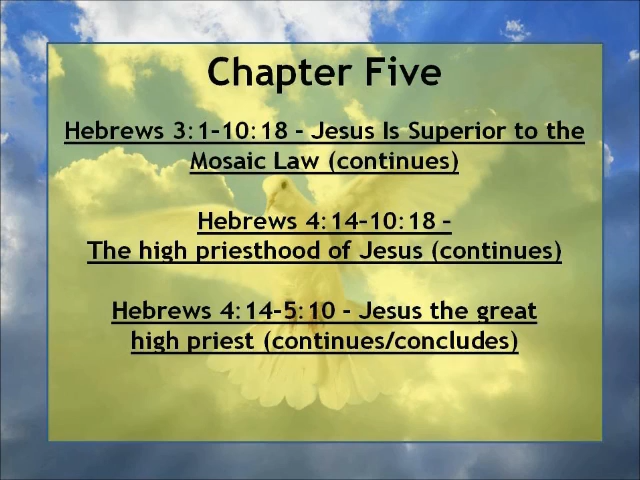 Chapter Five
Hebrews 3:1–10:18 - Jesus Is Superior to the
Mosaic Law (continues)
Hebrews 4:14–10:18 –
The high priesthood of Jesus (continues)
Hebrews 4:14–5:10 - Jesus the great
high priest (continues/concludes)